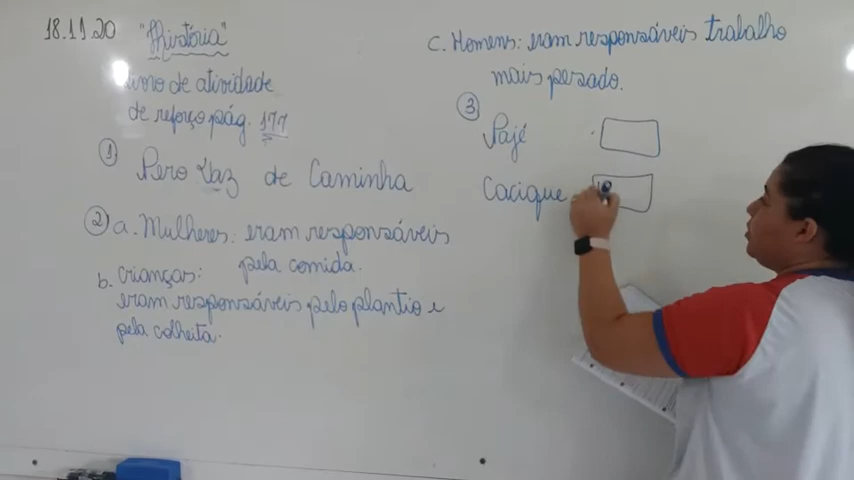 18.11.20 "História"
livro de atividade
de reforço pág. 177
1 Pero Vaz de Caminha
2 a. Mulheres: eram responsáveis
pela comida.
b. crianças:
eram responsáveis pelo plantio e
pela colheita.
c. Homens: eram responsáveis trabalho
mais pesado.
3
Pajé
Cacique